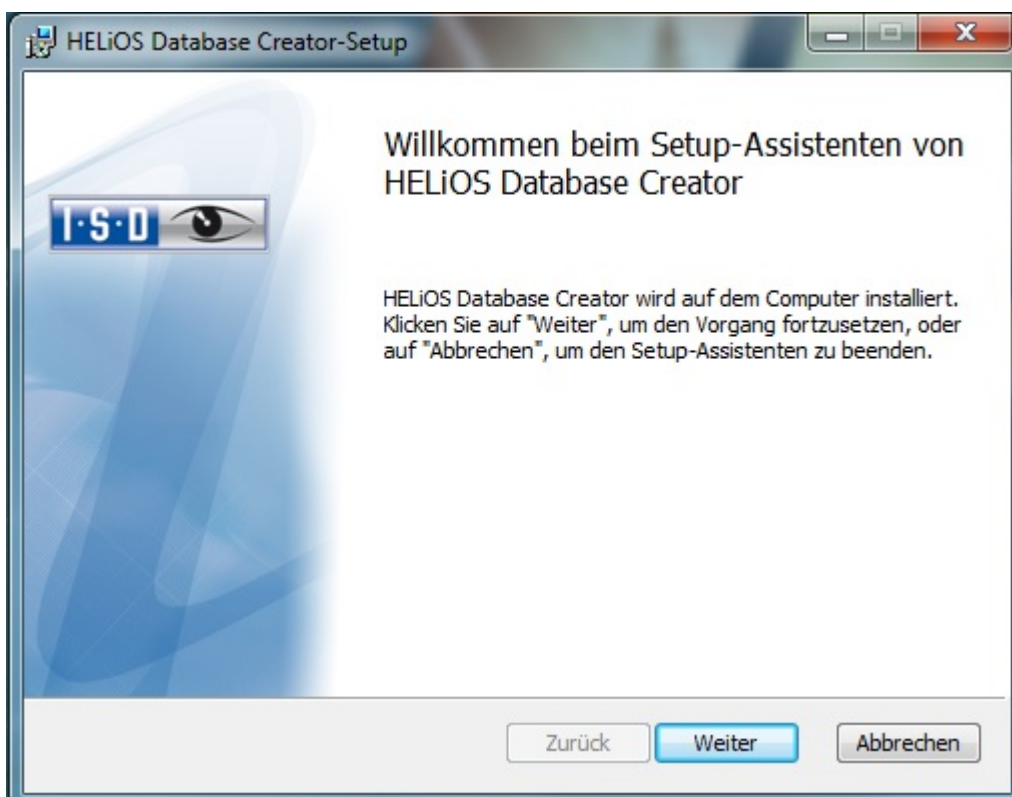 HELiOS Database Creator-Setup
Willkommen beim Setup-Assistenten von
HELiOS Database Creator
I·S·D
HELiOS Database Creator wird auf dem Computer installiert.
Klicken Sie auf "Weiter", um den Vorgang fortzusetzen, oder
auf "Abbrechen", um den Setup-Assistenten zu beenden.
Zurück Weiter Abbrechen